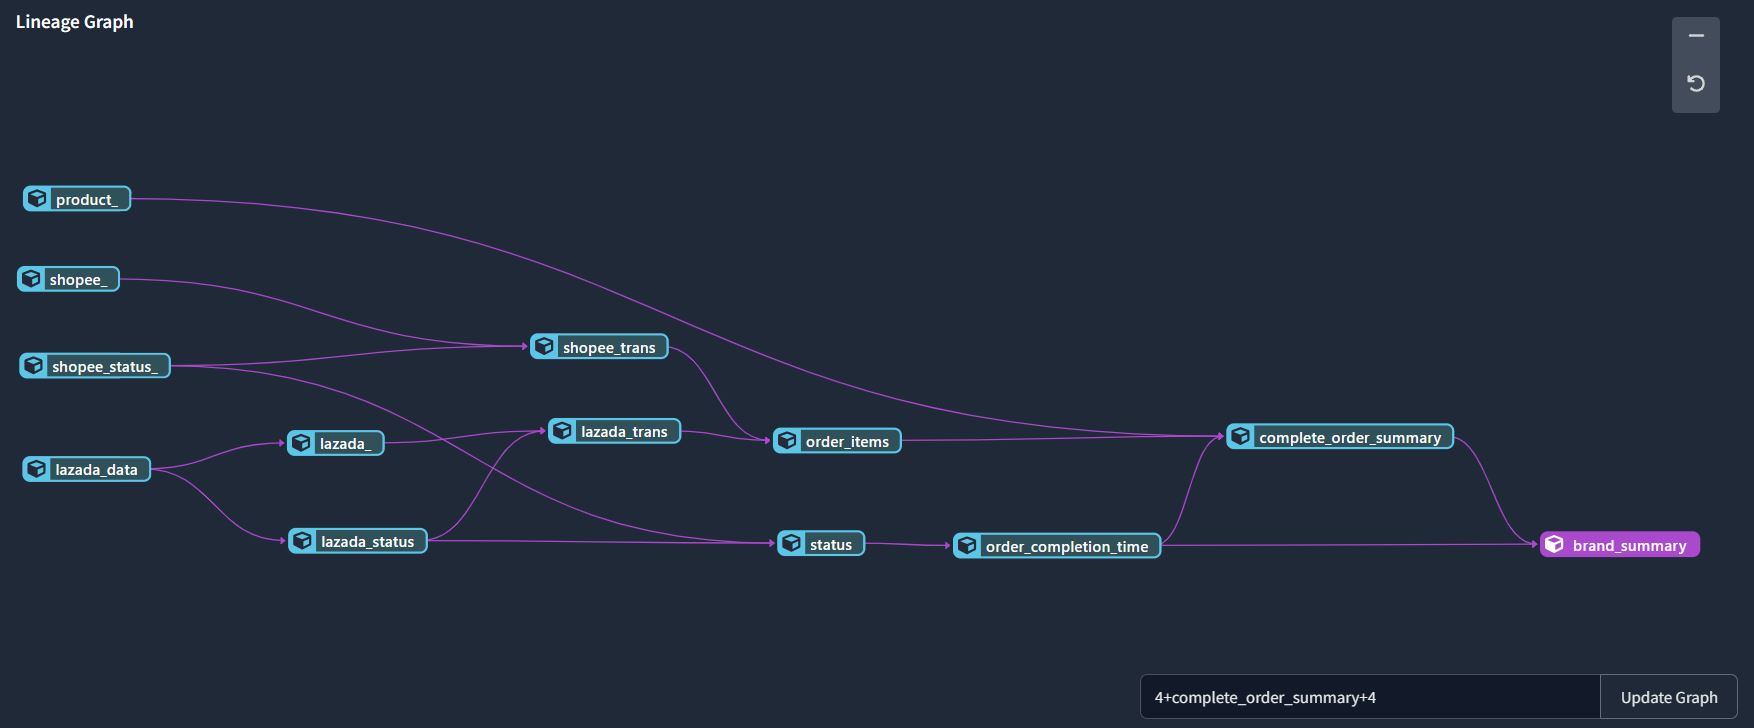 Lineage Graph
product_
shopee_
shopee_trans
shopee_status_
lazada_trans
lazada_
order_items
complete_order_summary
lazada_data
lazada_status
status
order_completion_time
brand_summary
4+complete_order_summary+4
Update Graph